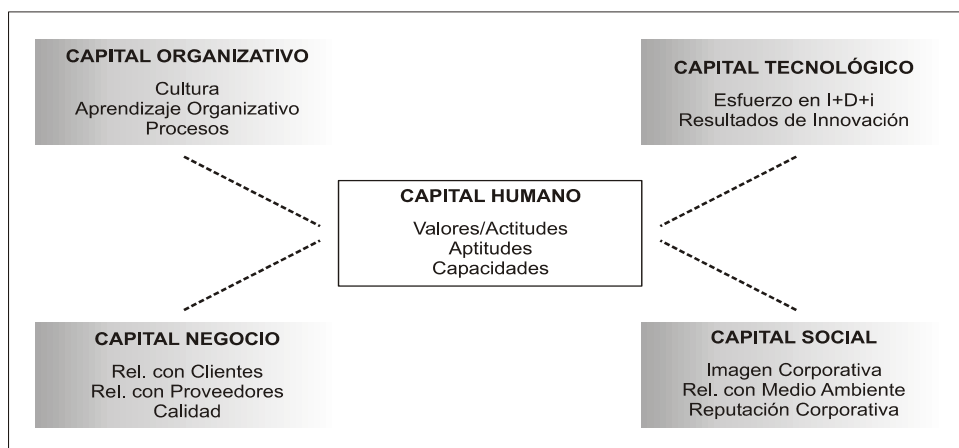 CAPITAL ORGANIZATIVO
Cultura
Aprendizaje Organizativo
Procesos
CAPITAL TECNOLÓGICO
Esfuerzo en I+D+i
Resultados de Innovación
CAPITAL HUMANO
Valores/Actitudes
Aptitudes
Capacidades
CAPITAL NEGOCIO
Rel. con Clientes
Rel. con Proveedores
Calidad
CAPITAL SOCIAL
Imagen Corporativa
Rel. con Medio Ambiente
Reputación Corporativa